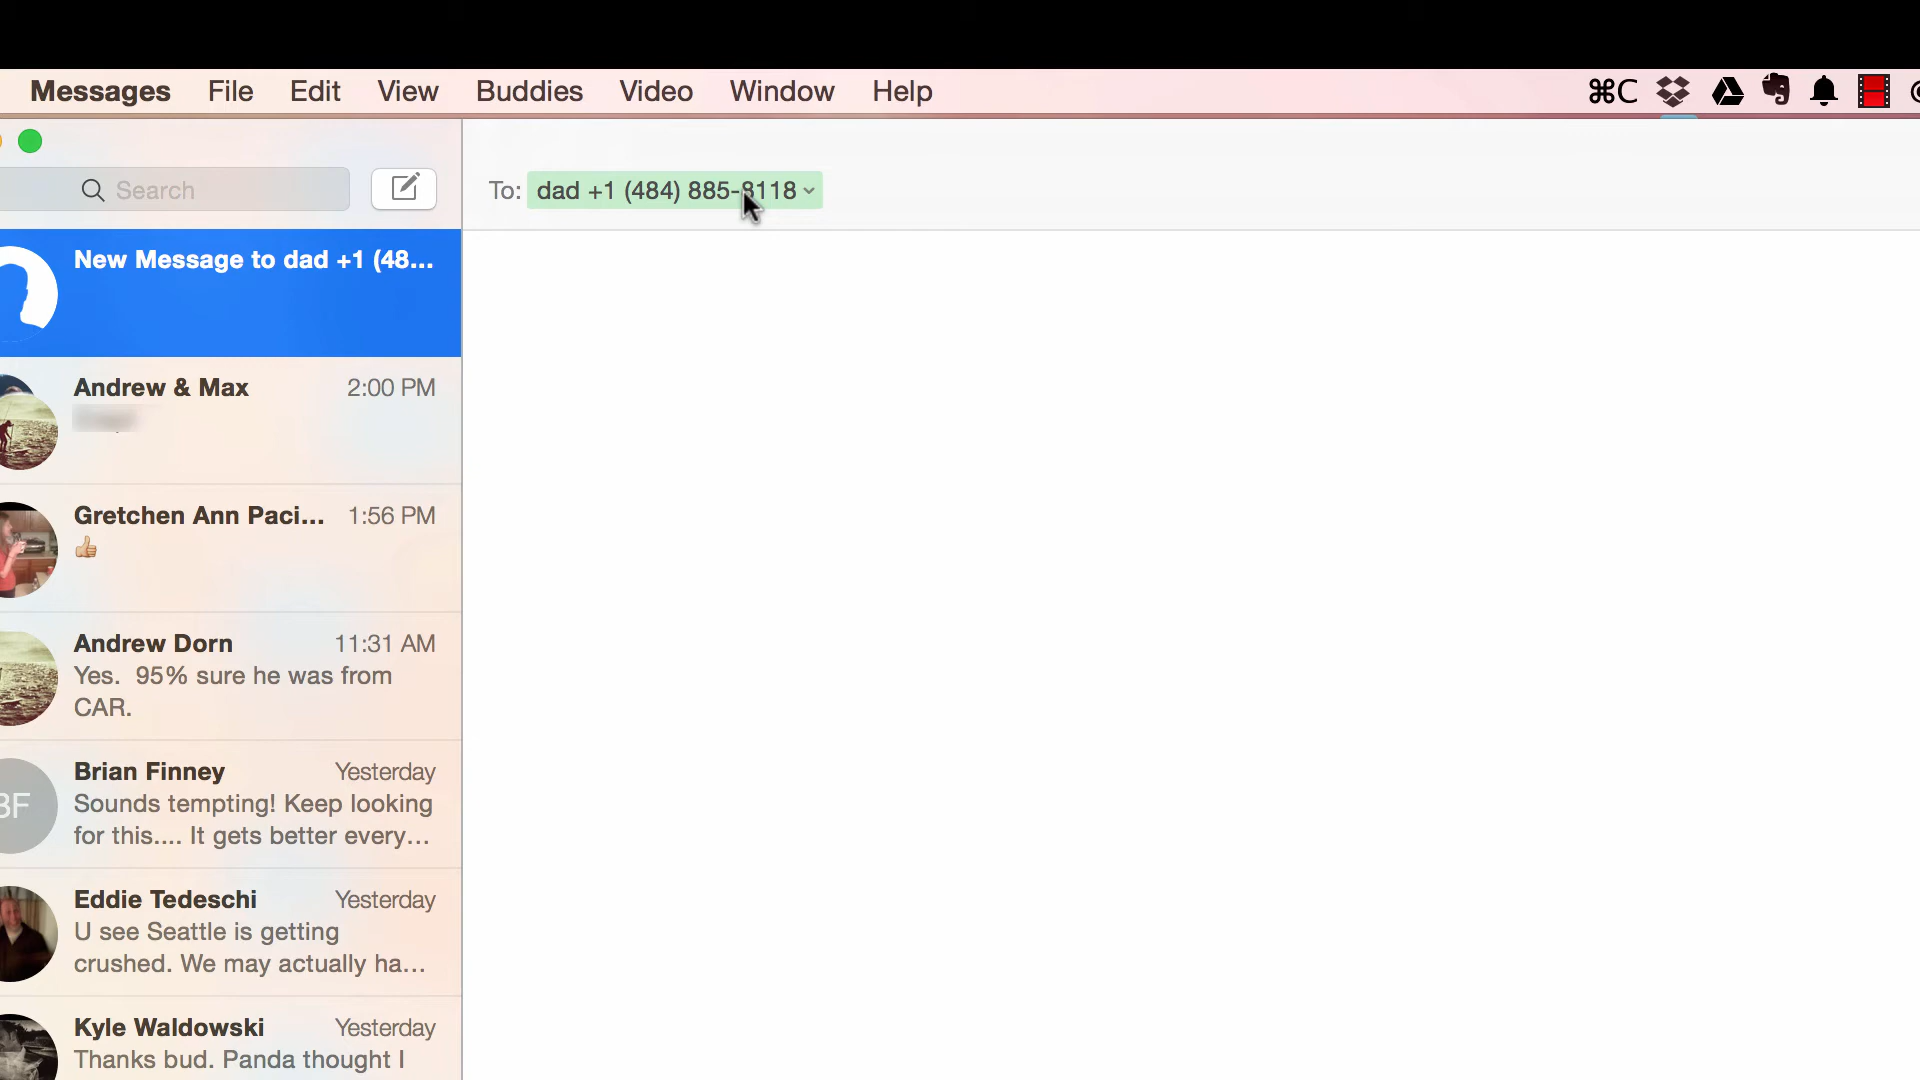 Messages File Edit View Buddies Video Window Help ⌘C
Search
To: dad +1 (484) 885-8118
New Message to dad +1 (48...
Andrew & Max 2:00 PM
Gretchen Ann Paci... 1:56 PM
👍
Andrew Dorn 11:31 AM
Yes. 95% sure he was from
CAR.
BF
Brian Finney Yesterday
Sounds tempting! Keep looking
for this.... It gets better every...
Eddie Tedeschi Yesterday
U see Seattle is getting
crushed. We may actually ha...
Kyle Waldowski Yesterday
Thanks bud. Panda thought I